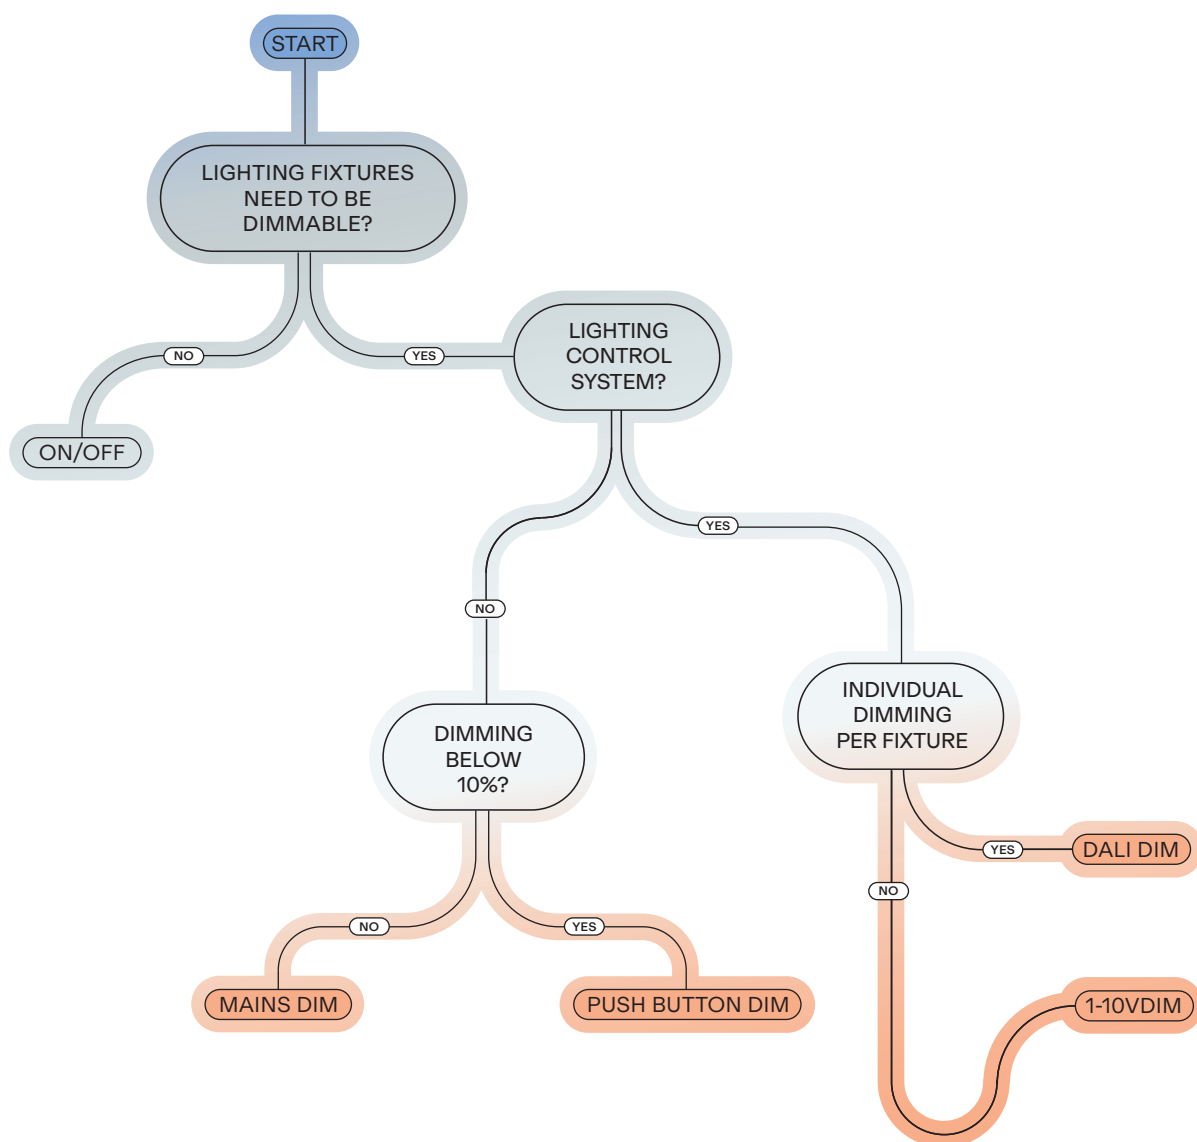 START
LIGHTING FIXTURES
NEED TO BE
DIMMABLE?
NO
YES
LIGHTING
CONTROL
SYSTEM?
ON/OFF
YES
NO
INDIVIDUAL
DIMMING
PER FIXTURE
DIMMING
BELOW
10%?
YES
DALI DIM
NO
NO
YES
MAINS DIM
PUSH BUTTON DIM
1-10VDIM